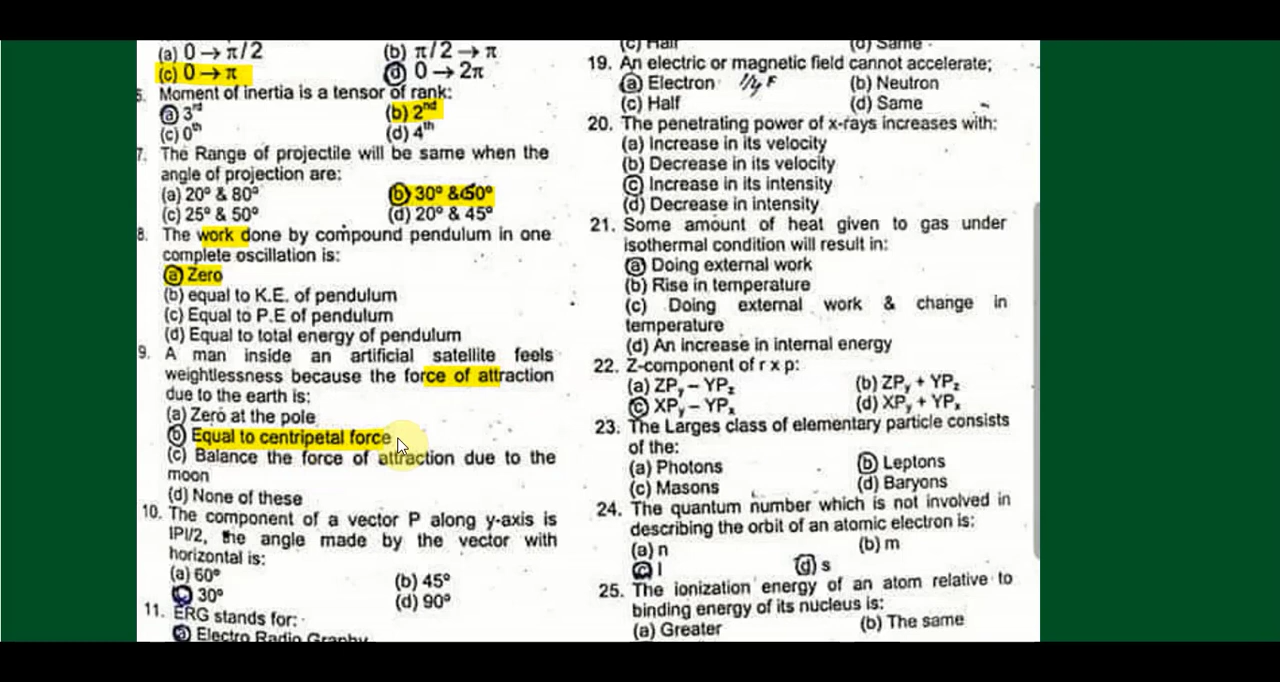 (a) 0 → π/2 (b) π/2 → π
(c) 0 → π (d) 0 → 2π
Moment of inertia is a tensor of rank:
(a) 3rd (b) 2nd
(c) 0th (d) 4th
7. The Range of projectile will be same when the
angle of projection are:
(a) 20° & 80° (b) 30° & 60°
(c) 25° & 50° (d) 20° & 45°
8. The work done by compound pendulum in one
complete oscillation is:
(a) Zero
(b) equal to K.E. of pendulum
(c) Equal to P.E of pendulum
(d) Equal to total energy of pendulum
9. A man inside an artificial satellite feels
weightlessness because the force of attraction
due to the earth is:
(a) Zero at the pole
(b) Equal to centripetal force
(c) Balance the force of attraction due to the
moon
(d) None of these
10. The component of a vector P along y-axis is
IPI/2, the angle made by the vector with
horizontal is:
(a) 60° (b) 45°
30° (d) 90°
11. ERG stands for:
(a) Electro Radio Graphy
(c) Half (d) Same
19. An electric or magnetic field cannot accelerate;
(a) Electron (b) Neutron
(c) Half (d) Same
20. The penetrating power of x-rays increases with:
(a) Increase in its velocity
(b) Decrease in its velocity
(c) Increase in its intensity
(d) Decrease in intensity
21. Some amount of heat given to gas under
isothermal condition will result in:
(a) Doing external work
(b) Rise in temperature
(c) Doing external work & change in
temperature
(d) An increase in internal energy
22. Z-component of r x p:
(a) ZPy – YPz (b) ZPy + YPz
(c) XPy – YPx (d) XPy + YPx
23. The Larges class of elementary particle consists
of the:
(a) Photons (b) Leptons
(c) Masons (d) Baryons
24. The quantum number which is not involved in
describing the orbit of an atomic electron is:
(a) n (b) m
(c) l (d) s
25. The ionization energy of an atom relative to
binding energy of its nucleus is:
(a) Greater (b) The same